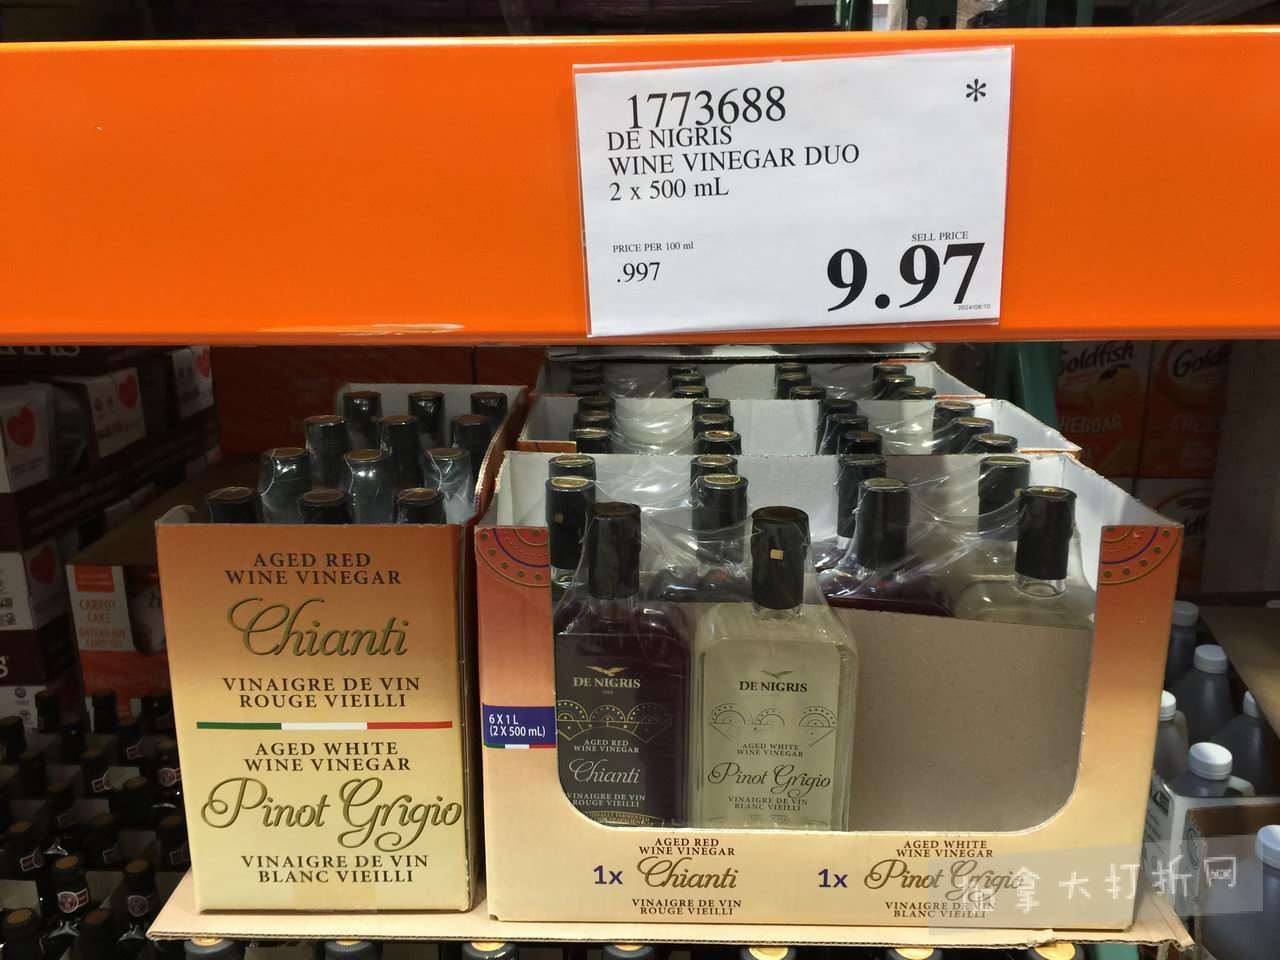 1773688
*
DE NIGRIS
WINE VINEGAR DUO
2 x 500 mL
PRICE PER 100 ml
.997
SELL PRICE
9.97
2024/08/10
Goldfish
CHEDDAR
CARROT
CAKE
AGED RED
WINE VINEGAR
Chianti
VINAIGRE DE VIN
ROUGE VIEILLI
AGED WHITE
WINE VINEGAR
Pinot Grigio
VINAIGRE DE VIN
BLANC VIEILLI
6 X 1 L
(2 X 500 mL)
DE NIGRIS
AGED RED
WINE VINEGAR
Chianti
VINAIGRE DE VIN
ROUGE VIEILLI
DE NIGRIS
AGED WHITE
WINE VINEGAR
Pinot Grigio
VINAIGRE DE VIN
BLANC VIEILLI
1x
AGED RED
WINE VINEGAR
Chianti
VINAIGRE DE VIN
ROUGE VIEILLI
1x
AGED WHITE
WINE VINEGAR
Pinot Grigio
VINAIGRE DE VIN
BLANC VIEILLI
加拿大打折网